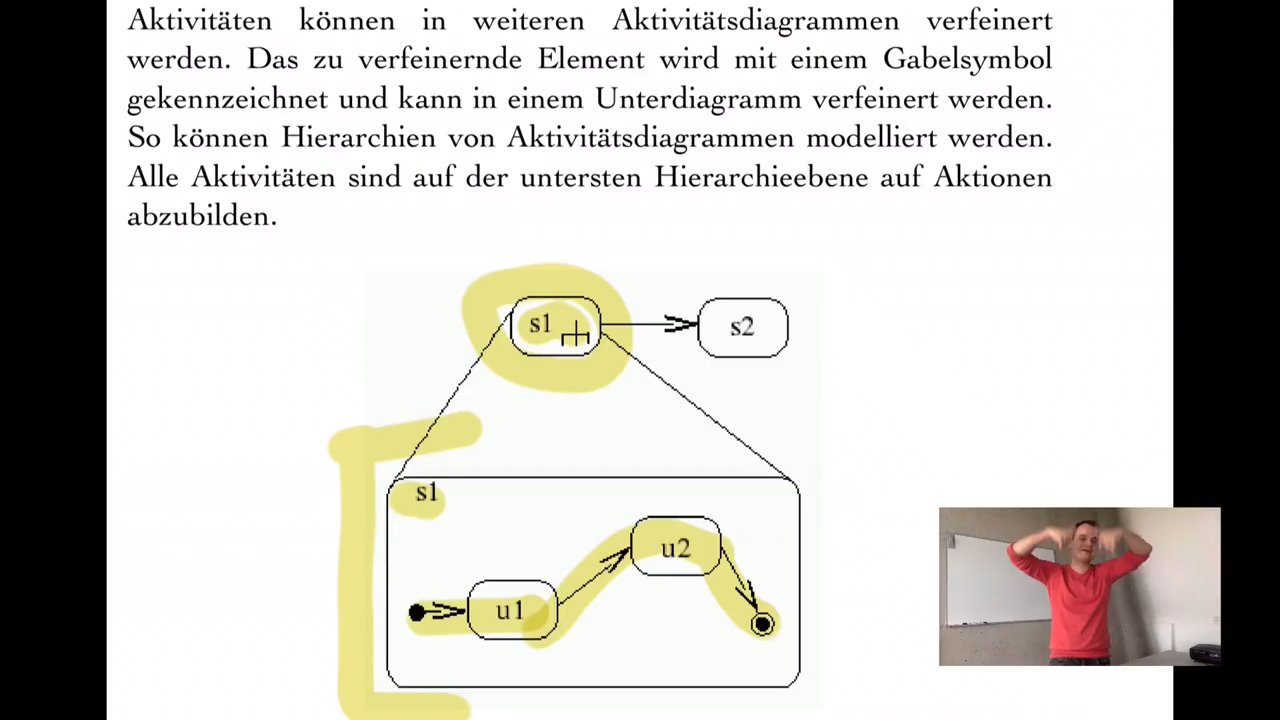 Aktivitäten können in weiteren Aktivitätsdiagrammen verfeinert
werden. Das zu verfeinernde Element wird mit einem Gabelsymbol
gekennzeichnet und kann in einem Unterdiagramm verfeinert werden.
So können Hierarchien von Aktivitätsdiagrammen modelliert werden.
Alle Aktivitäten sind auf der untersten Hierarchieebene auf Aktionen
abzubilden.
s1
s2
s1
u2
u1